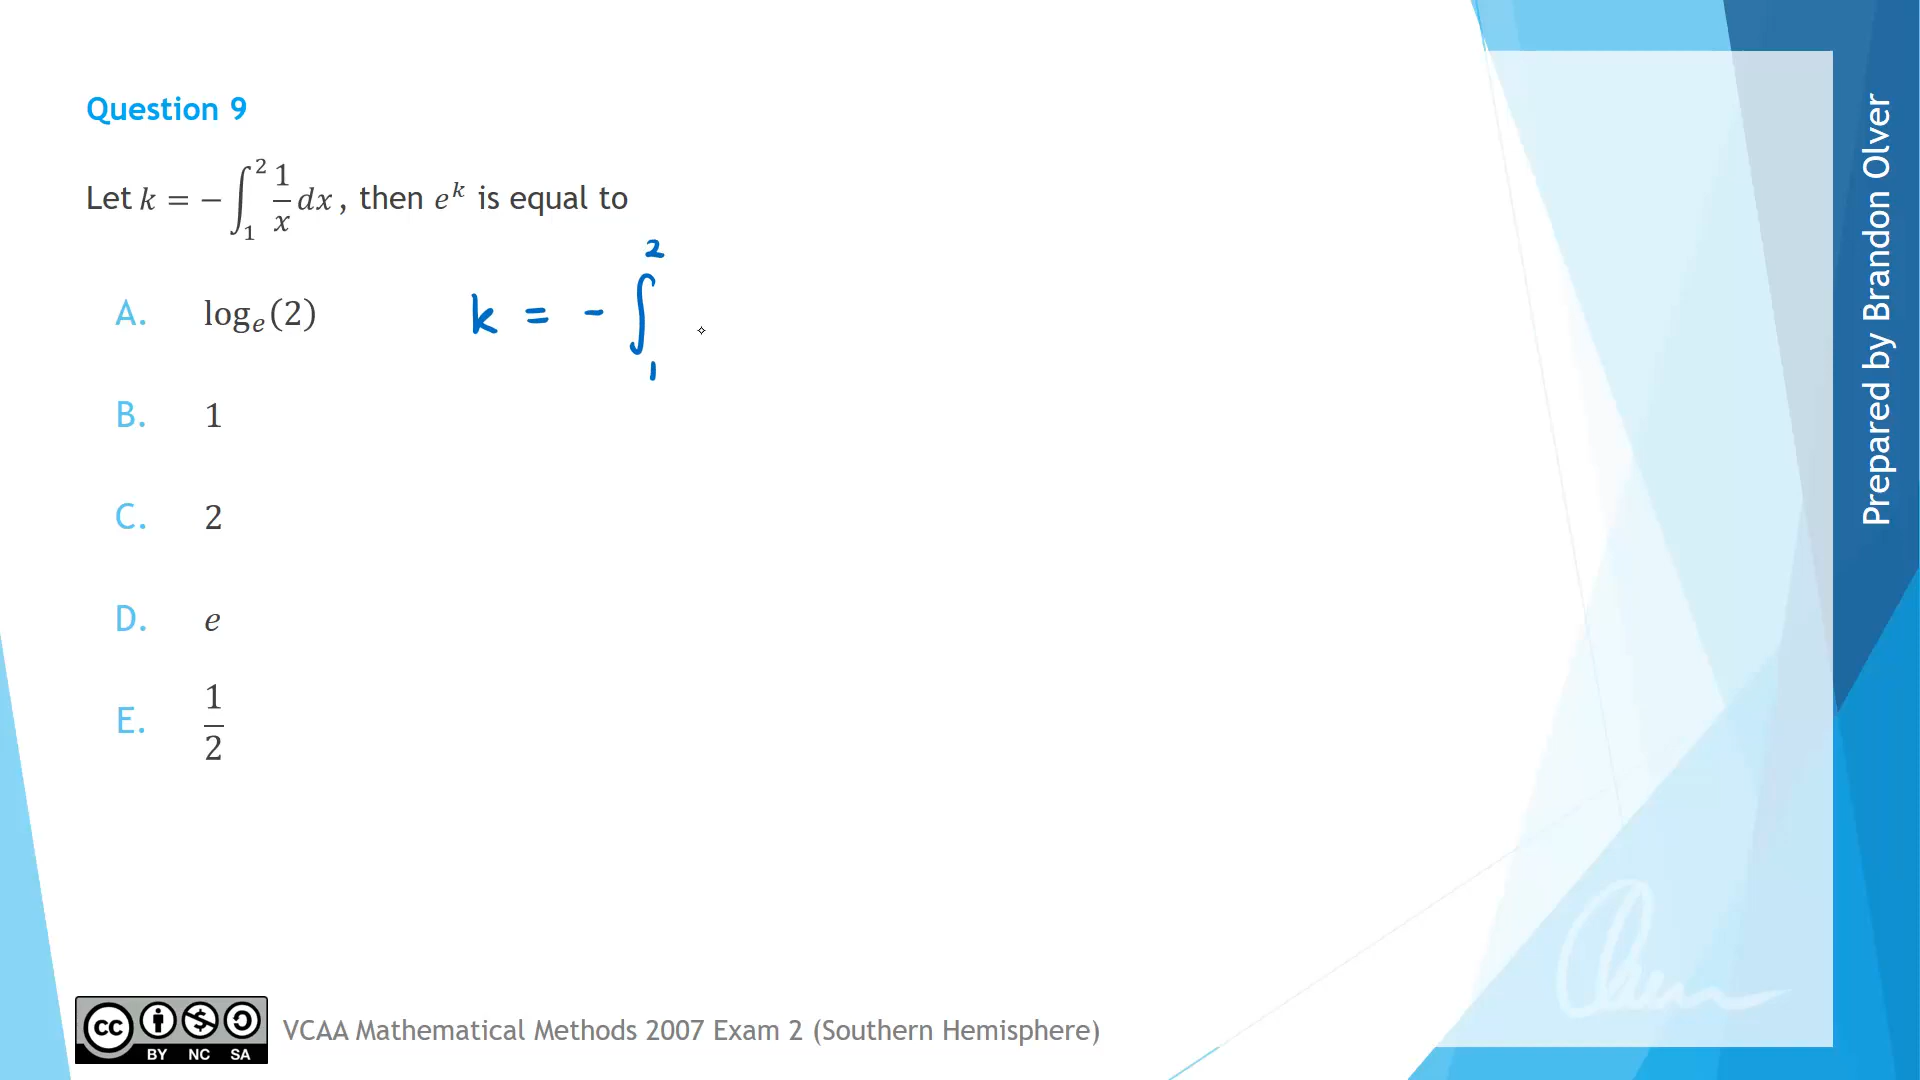 Question 9
Let k = −∫₁² 1/x dx, then eᵏ is equal to
A. logₑ(2)
k = - ∫₁²
B. 1
C. 2
D. e
E. 1/2
Prepared by Brandon Olver
cc BY NC SA
VCAA Mathematical Methods 2007 Exam 2 (Southern Hemisphere)